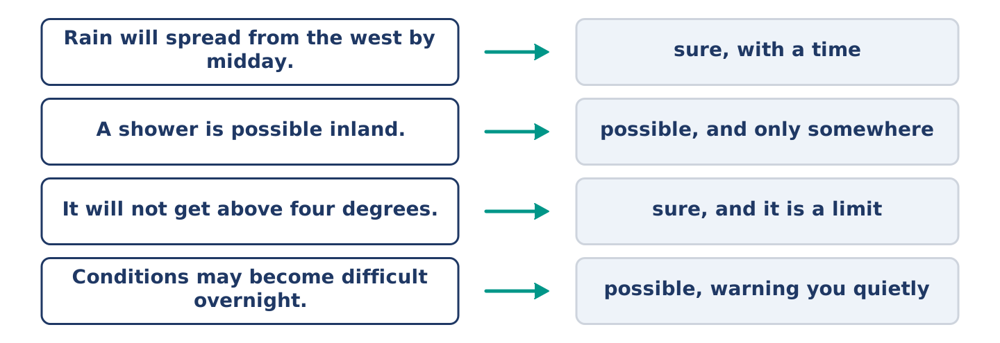 Rain will spread from the west by
midday.
sure, with a time
A shower is possible inland.
possible, and only somewhere
It will not get above four degrees.
sure, and it is a limit
Conditions may become difficult
overnight.
possible, warning you quietly